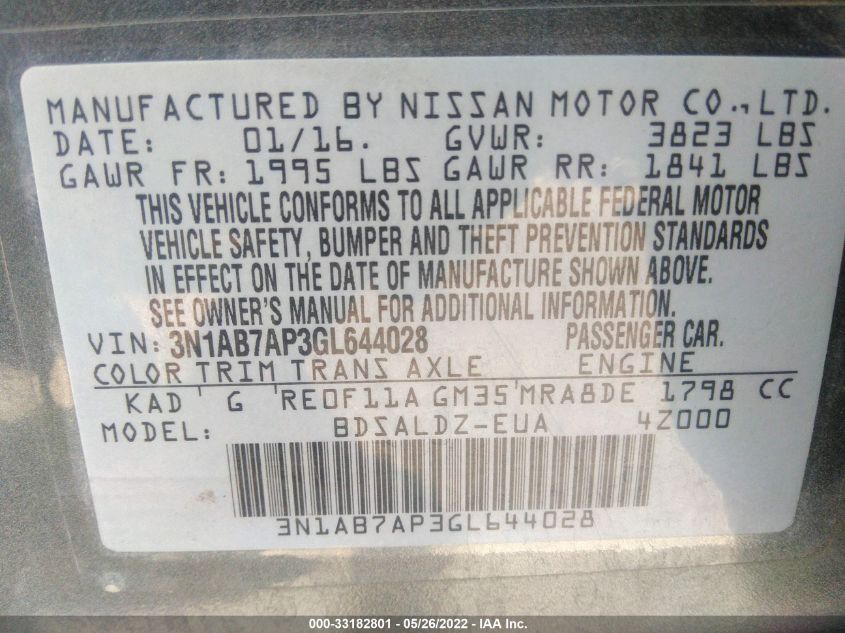 MANUFACTURED BY NISSAN MOTOR CO.,LTD.
DATE: 01/16. GVWR: 3823 LBS
GAWR FR: 1995 LBS GAWR RR: 1841 LBS
THIS VEHICLE CONFORMS TO ALL APPLICABLE FEDERAL MOTOR
VEHICLE SAFETY, BUMPER AND THEFT PREVENTION STANDARDS
IN EFFECT ON THE DATE OF MANUFACTURE SHOWN ABOVE.
SEE OWNER'S MANUAL FOR ADDITIONAL INFORMATION.
VIN: 3N1AB7AP3GL644028 PASSENGER CAR.
COLOR TRIM TRANS AXLE ENGINE
KAD G RE0F11A GM35 MRA8DE 1798 CC
MODEL: BDSALDZ-EUA 4Z000
3N1AB7AP3GL644028
000-33182801 - 05/26/2022 - IAA Inc.